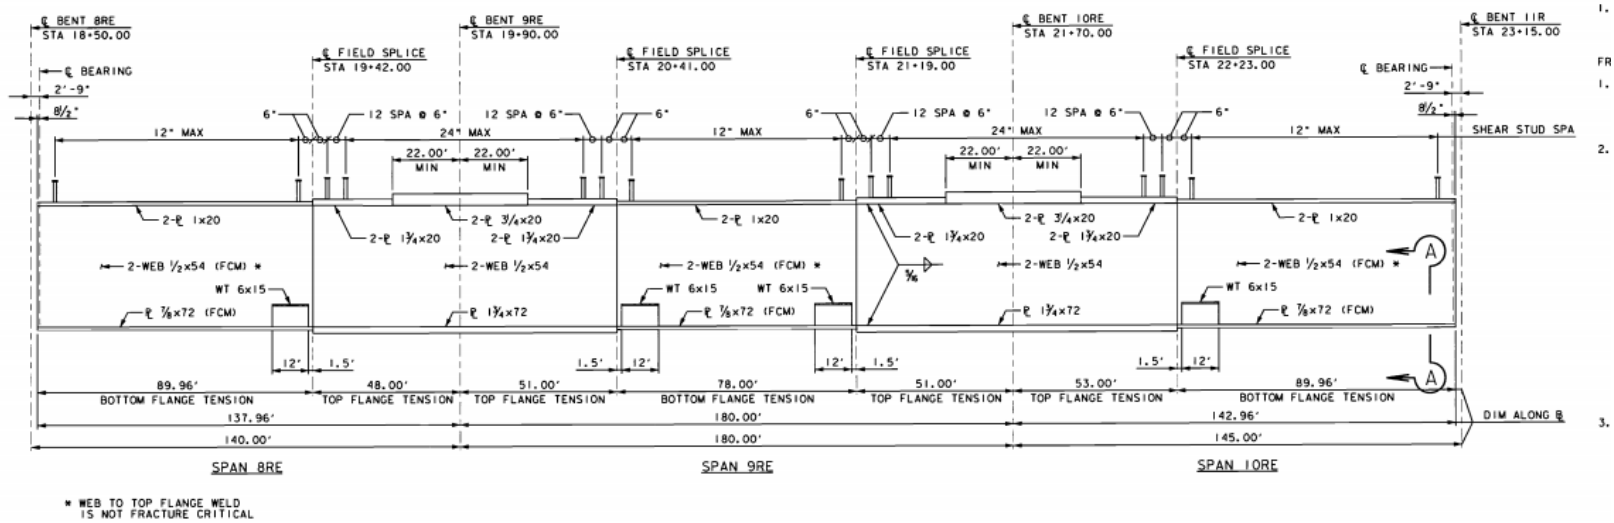 ℄ BENT 8RE
STA 18+50.00
℄ BENT 9RE
STA 19+90.00
℄ BENT 10RE
STA 21+70.00
℄ BENT 11R
STA 23+15.00
1.
℄ FIELD SPLICE
STA 19+42.00
℄ FIELD SPLICE
STA 20+41.00
℄ FIELD SPLICE
STA 21+19.00
℄ FIELD SPLICE
STA 22+23.00
℄ BEARING
℄ BEARING
FR
1.
2'-9"
2'-9"
8½"
8½"
6" 12 SPA @ 6" 12 SPA @ 6" 6" 6" 12 SPA @ 6" 12 SPA @ 6" 6"
12" MAX 24" MAX 12" MAX 24" MAX 12" MAX SHEAR STUD SPA
2.
22.00' 22.00' 22.00' 22.00'
MIN MIN MIN MIN
2-℄ 1x20 2-℄ 3/4x20 2-℄ 1x20 2-℄ 3/4x20 2-℄ 1x20
2-℄ 1¾x20 2-℄ 1¾x20 2-℄ 1¾x20 2-℄ 1¾x20
A
2-WEB ½x54 (FCM) * 2-WEB ½x54 2-WEB ½x54 (FCM) * 5/16 2-WEB ½x54 2-WEB ½x54 (FCM) *
WT 6x15 WT 6x15 WT 6x15 WT 6x15
℄ ⅞x72 (FCM) ℄ 1¾x72 ℄ ⅞x72 (FCM) ℄ 1¾x72 ℄ ⅞x72 (FCM)
12' 1.5' 1.5' 12' 12' 1.5' 1.5' 12'
A
89.96' 48.00' 51.00' 78.00' 51.00' 53.00' 89.96'
BOTTOM FLANGE TENSION TOP FLANGE TENSION TOP FLANGE TENSION BOTTOM FLANGE TENSION TOP FLANGE TENSION TOP FLANGE TENSION BOTTOM FLANGE TENSION
137.96' 180.00' 142.96' DIM ALONG ℄
3.
140.00' 180.00' 145.00'
SPAN 8RE SPAN 9RE SPAN 10RE
* WEB TO TOP FLANGE WELD
IS NOT FRACTURE CRITICAL